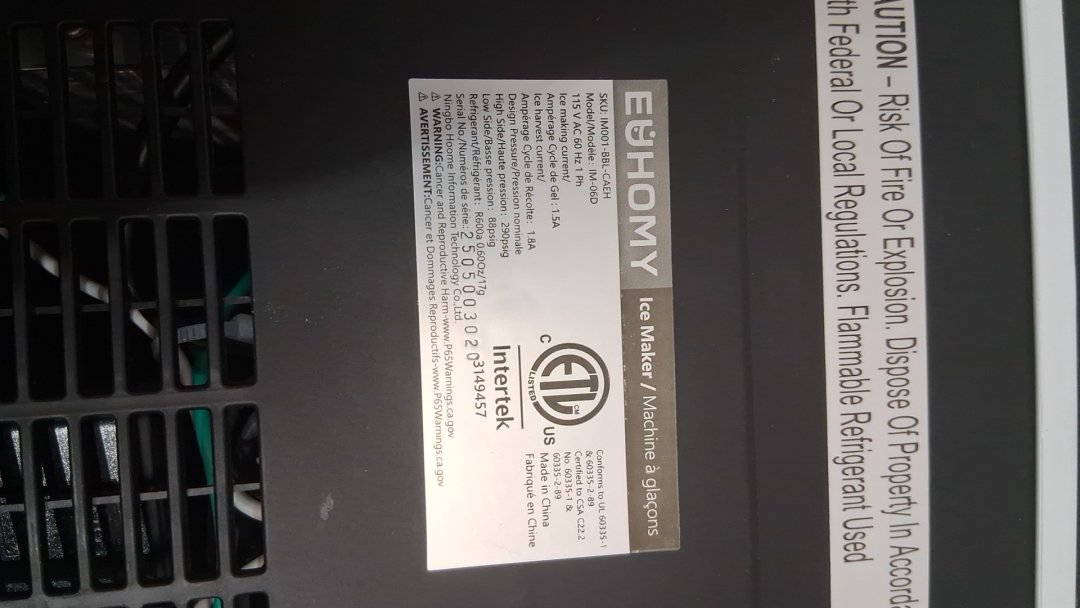 EUHOMY
Ice Maker / Machine à glaçons
SKU: IM001-BBL-CAEH
Model/Modèle: IM-06D
115 V AC 60 Hz 1 Ph
Ice making current/
Ampérage Cycle de Gel: 1.5A
Ice harvest current/
Ampérage Cycle de Récolte: 1.8A
Design Pressure/Pression nominale
High Side/Haute pression: 290psig
Low Side/Basse pression: 88psig
Refrigerant/Réfrigérant: R600a 0.60Oz/17g
Serial No./Numéros de série: 2505003020
Ningbo Hoome Information Technology Co.,Ltd.
⚠ WARNING:Cancer and Reproductive Harm-www.P65Warnings.ca.gov
⚠ AVERTISSEMENT:Cancer et Dommages Reproductifs-www.P65Warnings.ca.gov
C ETL CM US
LISTED
Intertek
3149457
Conforms to UL 60335-1
& 60335-2-89
Certified to CSA C22.2
No. 60335-1 &
60335-2-89
Made in China
Fabriqué en Chine
AUTION – Risk Of Fire Or Explosion. Dispose Of Property In Accorda
th Federal Or Local Regulations. Flammable Refrigerant Used